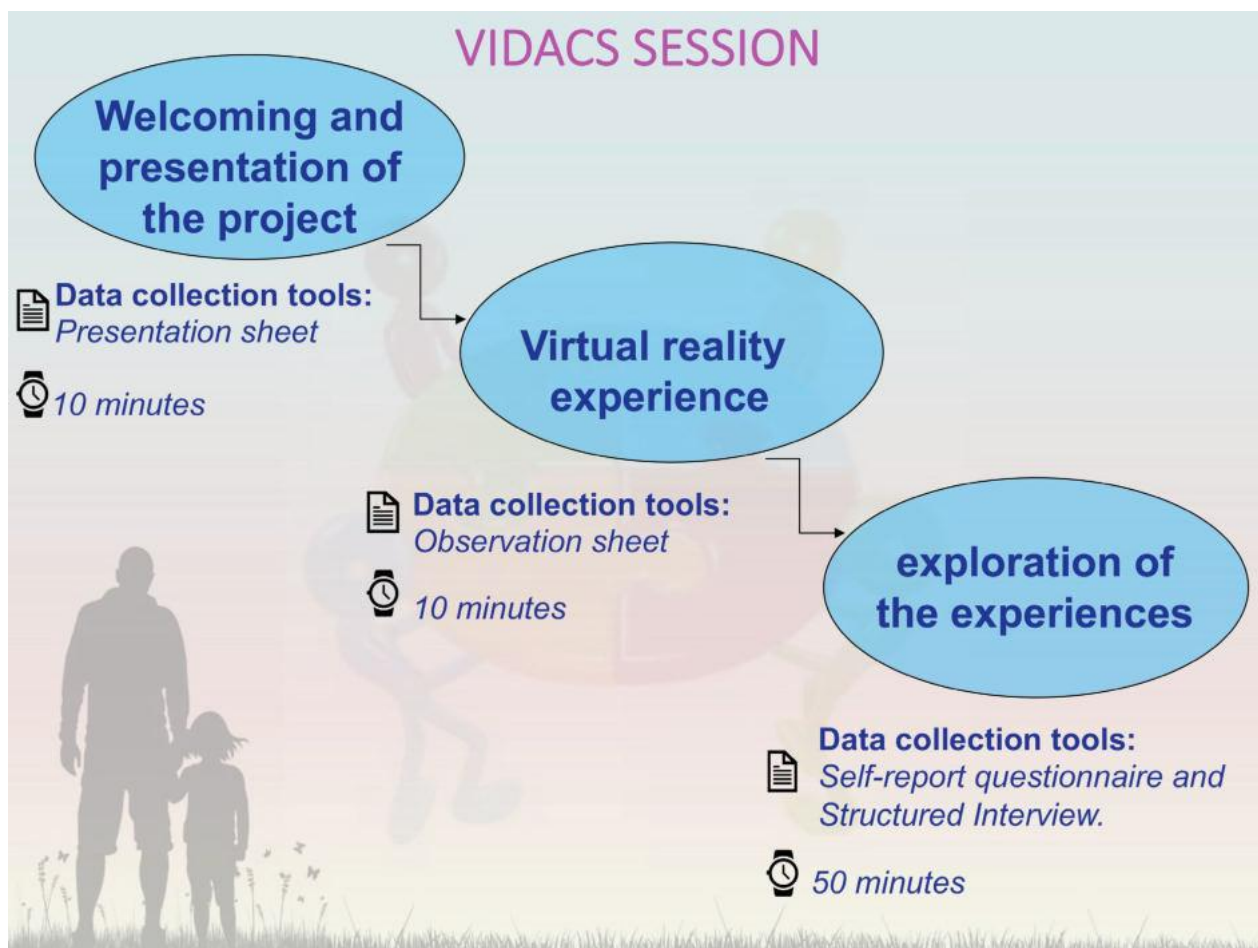 VIDACS SESSION
Welcoming and
presentation of
the project
Data collection tools:
Presentation sheet
10 minutes
Virtual reality
experience
Data collection tools:
Observation sheet
10 minutes
exploration of
the experiences
Data collection tools:
Self-report questionnaire and
Structured Interview.
50 minutes